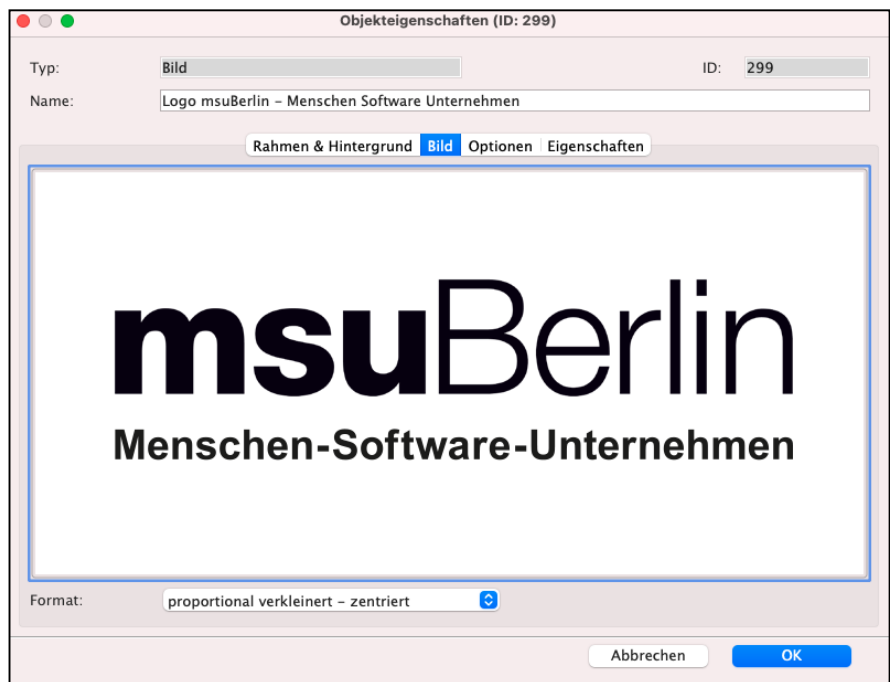 Objekteigenschaften (ID: 299)
Typ: Bild ID: 299
Name: Logo msuBerlin – Menschen Software Unternehmen
Rahmen & Hintergrund Bild Optionen Eigenschaften
msuBerlin
Menschen-Software-Unternehmen
Format: proportional verkleinert – zentriert
Abbrechen OK